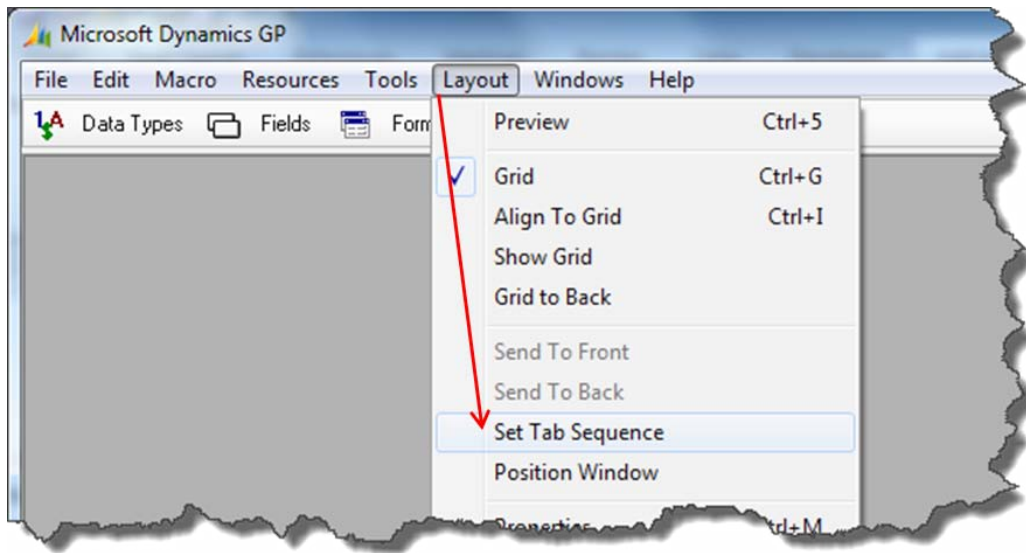 Microsoft Dynamics GP
File Edit Macro Resources Tools Layout Windows Help
Data Types Fields Form
Preview Ctrl+5
Grid Ctrl+G
Align To Grid Ctrl+I
Show Grid
Grid to Back
Send To Front
Send To Back
Set Tab Sequence
Position Window
Properties